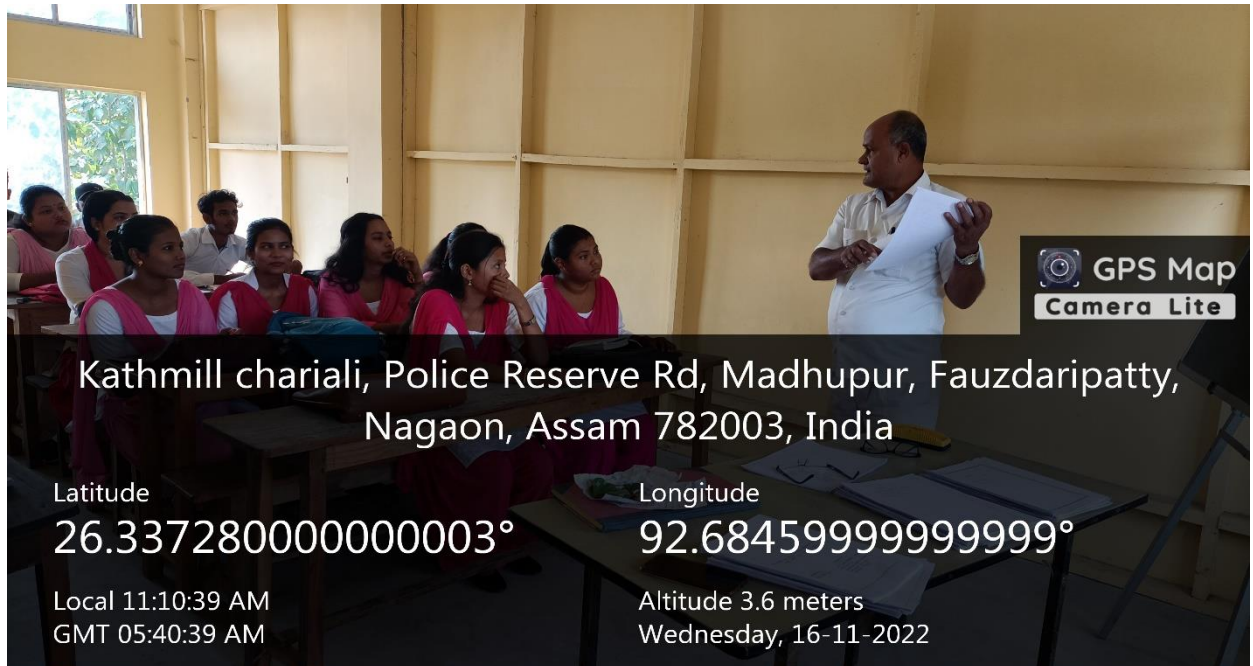 GPS Map
Camera Lite
Kathmill chariali, Police Reserve Rd, Madhupur, Fauzdaripatty,
Nagaon, Assam 782003, India
Latitude
26.337280000000003°
Longitude
92.68459999999999°
Local 11:10:39 AM
GMT 05:40:39 AM
Altitude 3.6 meters
Wednesday, 16-11-2022